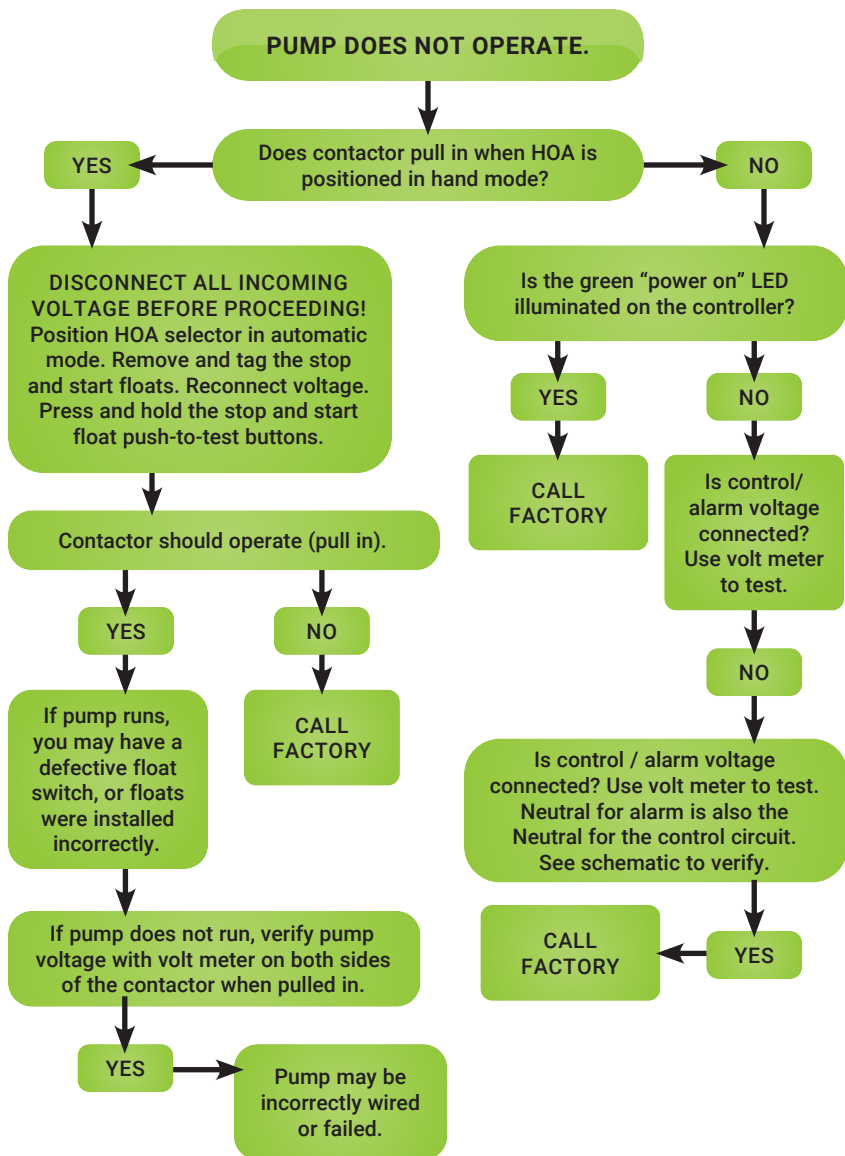 PUMP DOES NOT OPERATE.
Does contactor pull in when HOA is
positioned in hand mode?
YES
NO
DISCONNECT ALL INCOMING
VOLTAGE BEFORE PROCEEDING!
Position HOA selector in automatic
mode. Remove and tag the stop
and start floats. Reconnect voltage.
Press and hold the stop and start
float push-to-test buttons.
Contactor should operate (pull in).
YES
NO
If pump runs,
you may have a
defective float
switch, or floats
were installed
incorrectly.
CALL
FACTORY
If pump does not run, verify pump
voltage with volt meter on both sides
of the contactor when pulled in.
YES
Pump may be
incorrectly wired
or failed.
Is the green “power on” LED
illuminated on the controller?
YES
NO
CALL
FACTORY
Is control/
alarm voltage
connected?
Use volt meter
to test.
NO
Is control / alarm voltage
connected? Use volt meter to test.
Neutral for alarm is also the
Neutral for the control circuit.
See schematic to verify.
YES
CALL
FACTORY